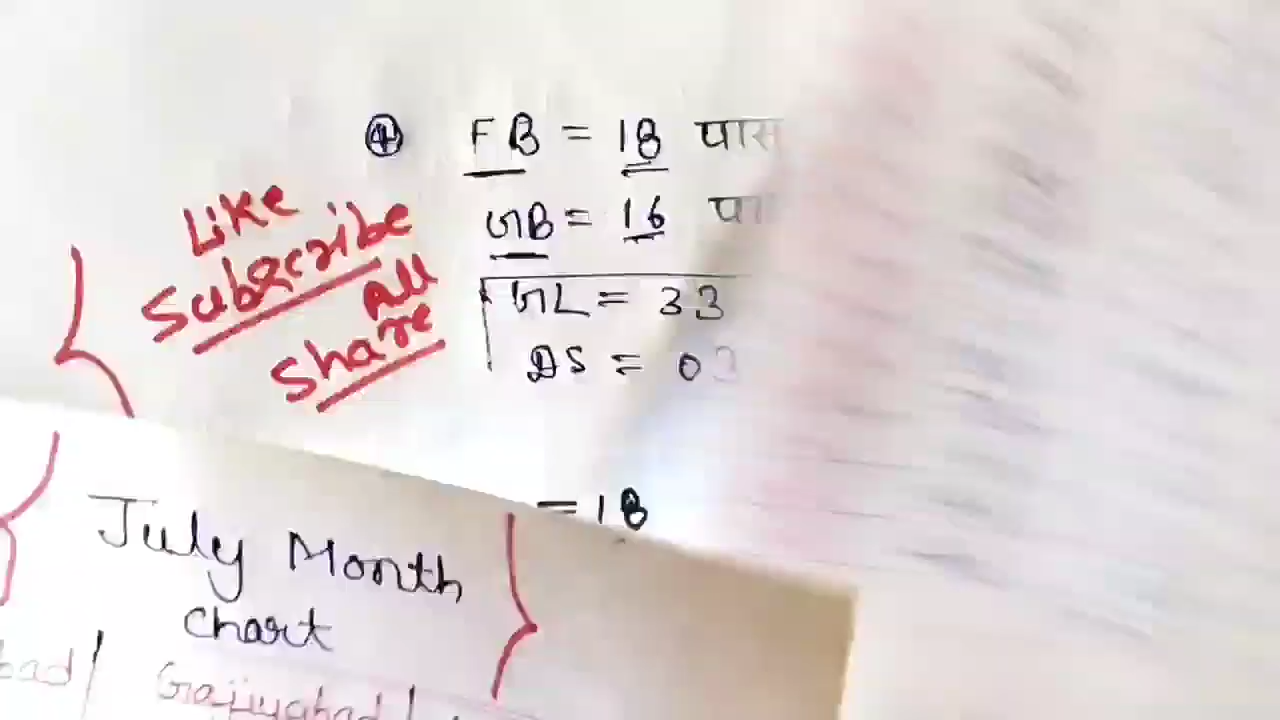 ④ FB = 18 पास
GB = 16 पा
GL = 33
DS = 03
Like
Subscribe
All
Share
= 18
July Month
Chart
bad / Gajiyabad /